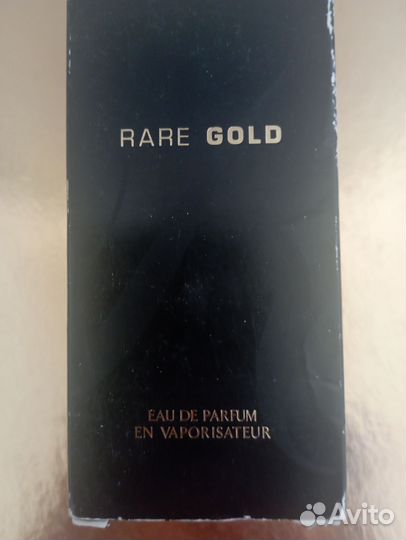 RARE GOLD
EAU DE PARFUM
EN VAPORISATEUR
Avito